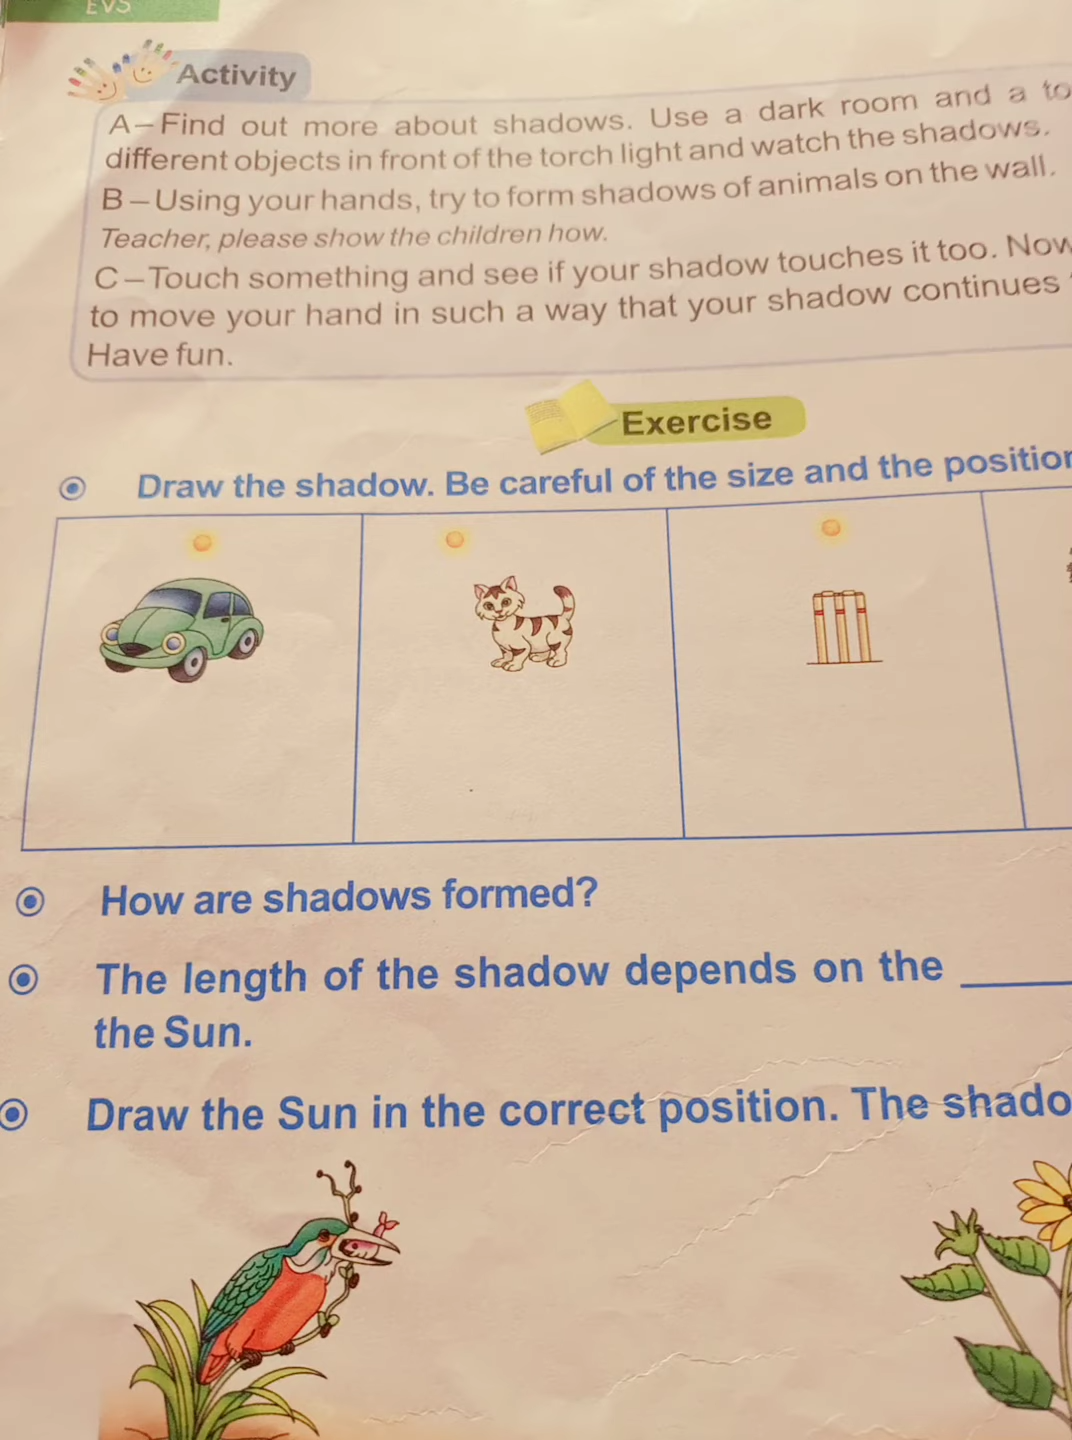 EVS
Activity
A–Find out more about shadows. Use a dark room and a to
different objects in front of the torch light and watch the shadows.
B–Using your hands, try to form shadows of animals on the wall.
Teacher, please show the children how.
C–Touch something and see if your shadow touches it too. Now
to move your hand in such a way that your shadow continues
Have fun.
Exercise
Draw the shadow. Be careful of the size and the position
How are shadows formed?
The length of the shadow depends on the ______
the Sun.
Draw the Sun in the correct position. The shado